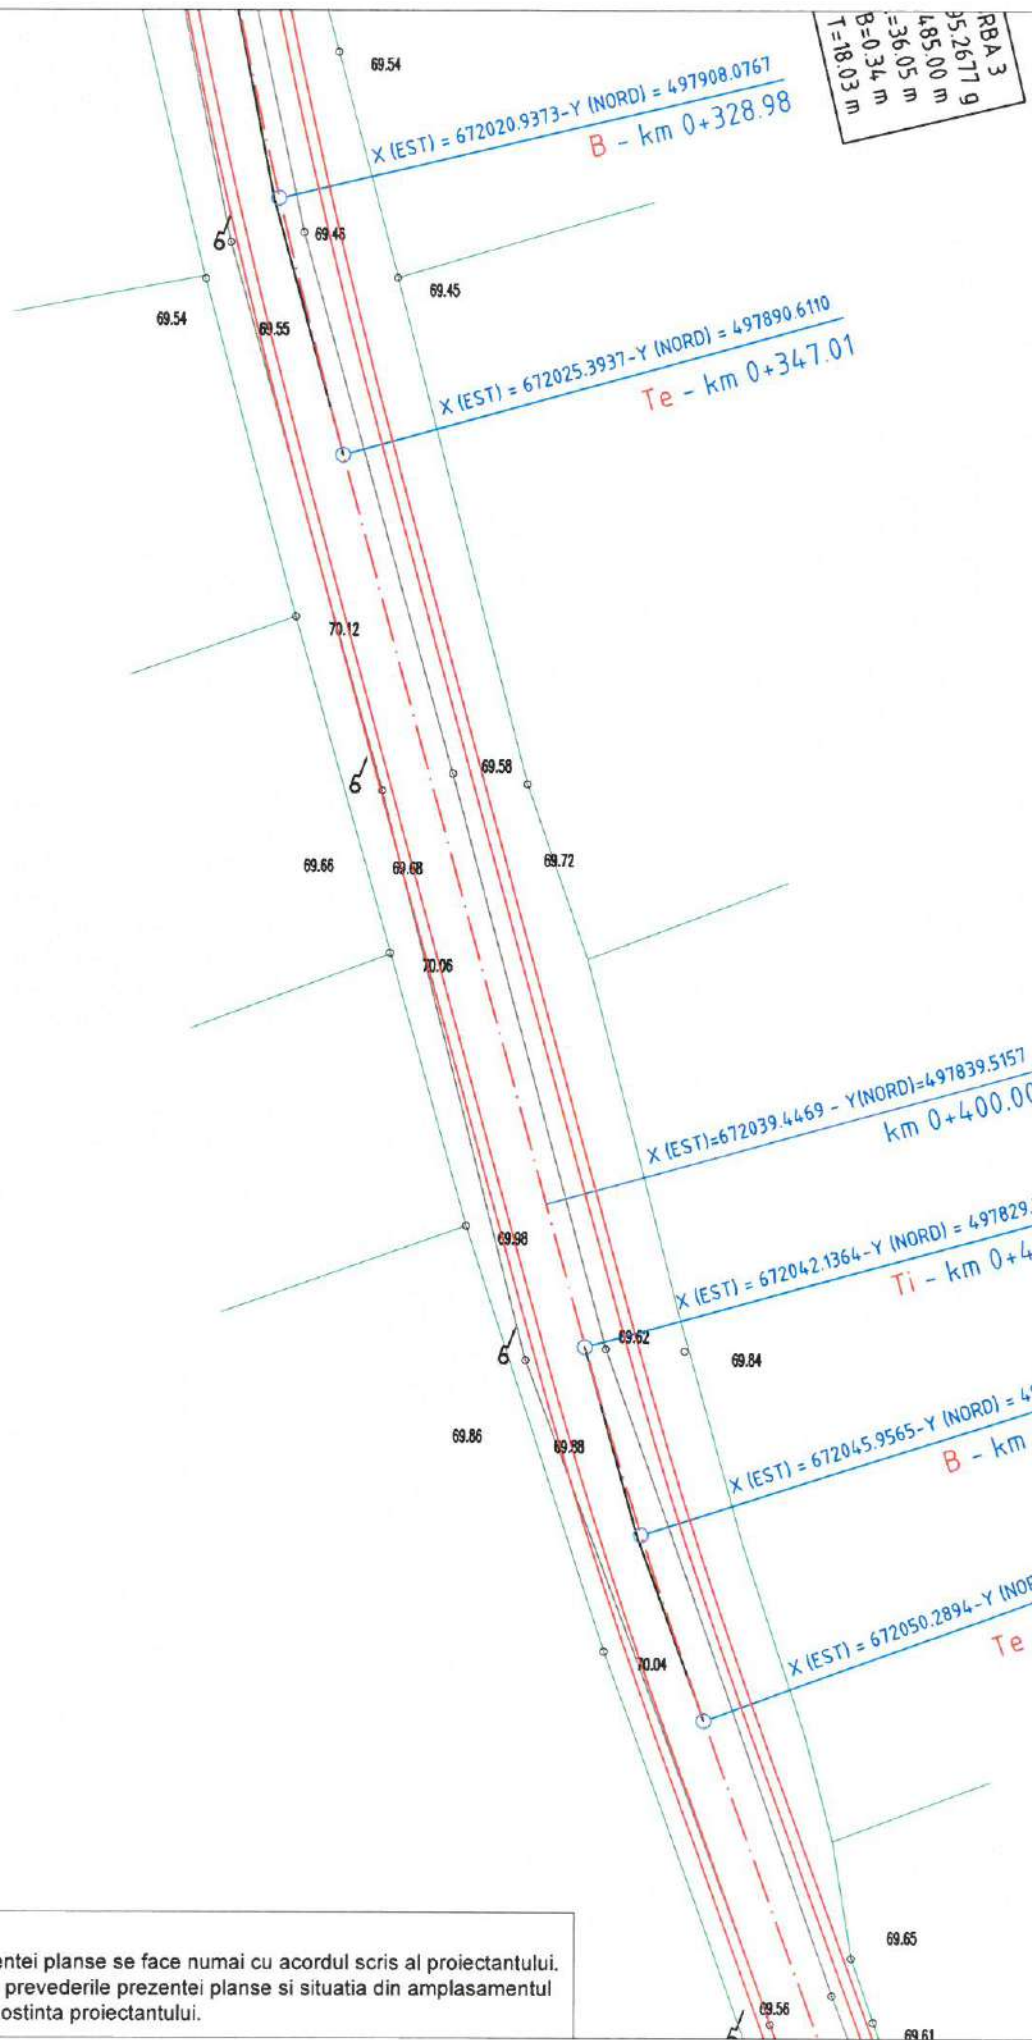 RBA 3
95.2677 g
485.00 m
=36.05 m
B=0.34 m
T=18.03 m
69.54
X (EST) = 672020.9373-Y (NORD) = 497908.0767
B - km 0+328.98
69.46
69.45
69.54
69.55
X (EST) = 672025.3937-Y (NORD) = 497890.6110
Te - km 0+347.01
70.12
69.58
69.72
69.66
69.68
70.06
X (EST)=672039.4469 - Y(NORD)=497839.5157
km 0+400.00
69.98
X (EST) = 672042.1364-Y (NORD) = 497829.
Ti - km 0+4
69.62
69.84
69.86
69.88
X (EST) = 672045.9565-Y (NORD) = 49
B - km
X (EST) = 672050.2894-Y (NOR
Te
70.04
69.65
69.56
69.61
entei planse se face numai cu acordul scris al proiectantului.
prevederile prezentei planse si situatia din amplasamentul
ostinta proiectantului.